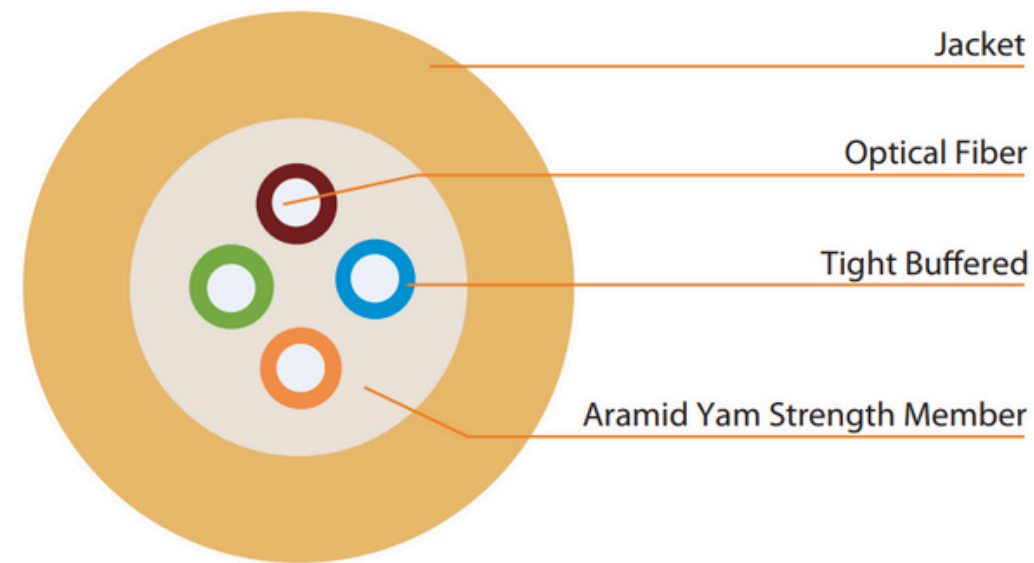 Jacket
Optical Fiber
Tight Buffered
Aramid Yam Strength Member